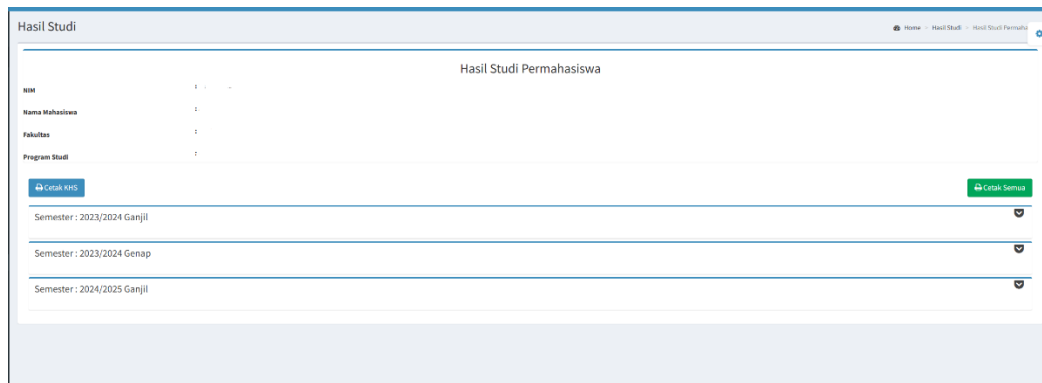 Hasil Studi
Home > Hasil Studi > Hasil Studi Permaha
Hasil Studi Permahasiswa
NIM :
Nama Mahasiswa :
Fakultas :
Program Studi :
Cetak KHS
Cetak Semua
Semester : 2023/2024 Ganjil
Semester : 2023/2024 Genap
Semester : 2024/2025 Ganjil